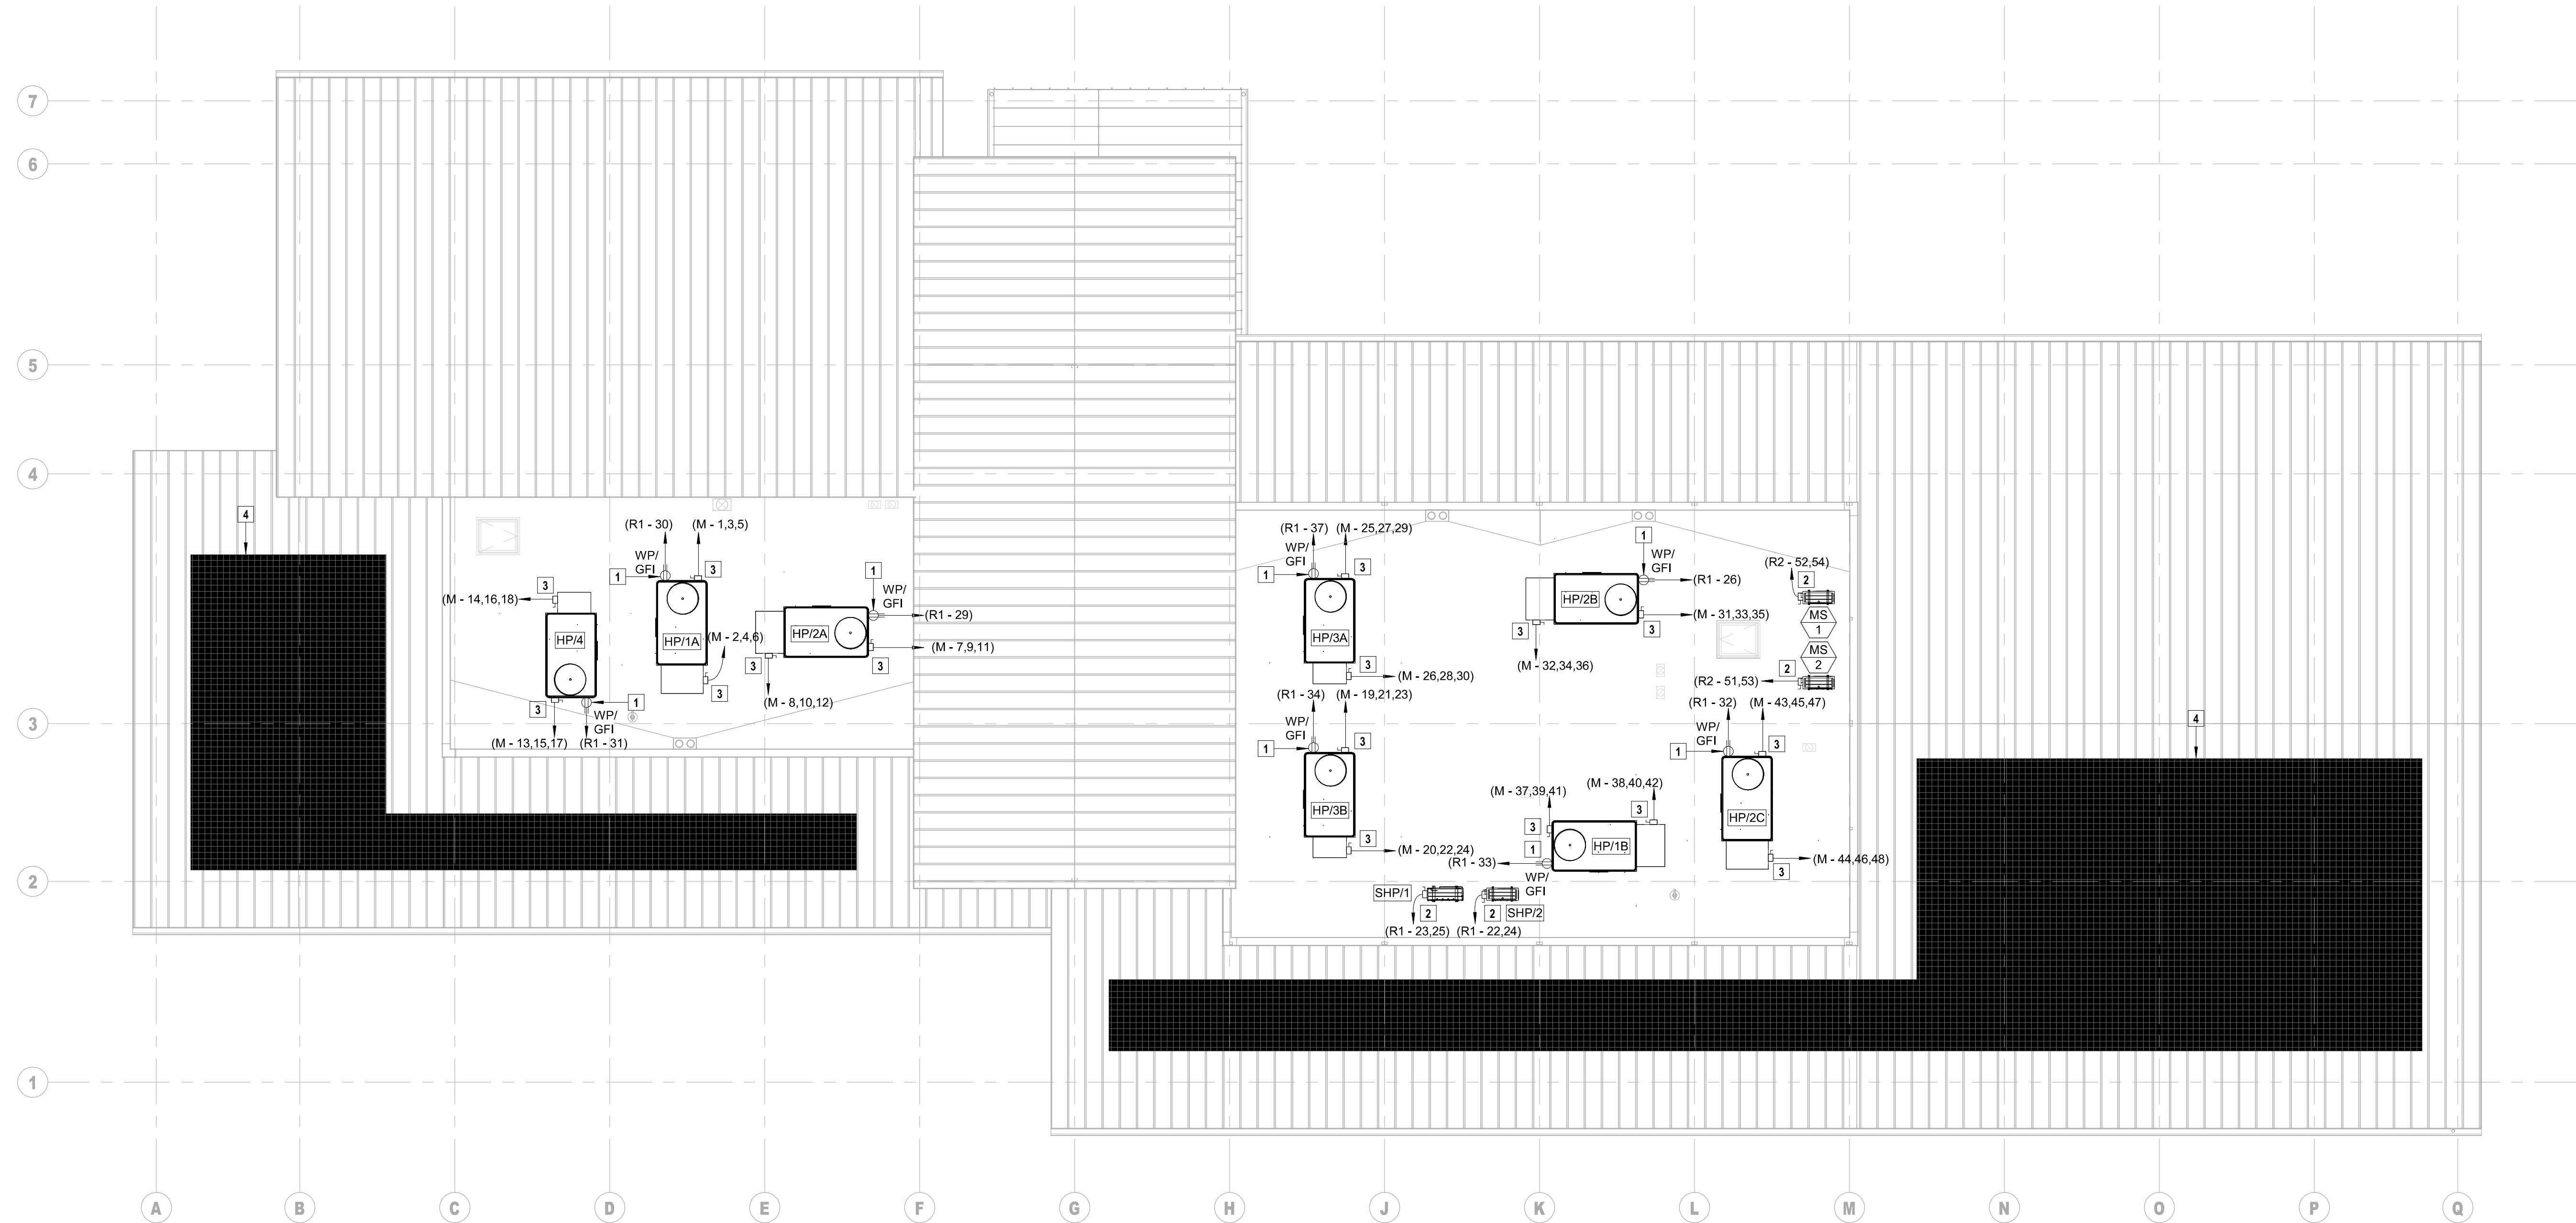 7
6
5
4
3
2
1
4
(R1 - 30)
(M - 1,3,5)
WP/
GFI
1
3
3
(M - 14,16,18)
HP/4
HP/1A
(M - 2,4,6)
3
3
1
WP/
GFI
(M - 13,15,17)
(R1 - 31)
1
WP/
GFI
(R1 - 29)
HP/2A
(M - 7,9,11)
3
3
(M - 8,10,12)
(R1 - 37)
(M - 25,27,29)
WP/
GFI
1
3
HP/3A
3
(M - 26,28,30)
(R1 - 34)
(M - 19,21,23)
WP/
GFI
1
3
HP/3B
3
(M - 20,22,24)
1
WP/
GFI
(R1 - 26)
HP/2B
(M - 31,33,35)
3
3
(M - 32,34,36)
(R2 - 52,54)
2
MS
1
MS
2
2
(R2 - 51,53)
(R1 - 32)
(M - 43,45,47)
WP/
GFI
1
3
HP/2C
3
(M - 44,46,48)
(M - 37,39,41)
(M - 38,40,42)
3
3
1
HP/1B
(R1 - 33)
WP/
GFI
SHP/1
2
(R1 - 23,25)
2
SHP/2
(R1 - 22,24)
4
A
B
C
D
E
F
G
H
J
K
L
M
N
O
P
Q